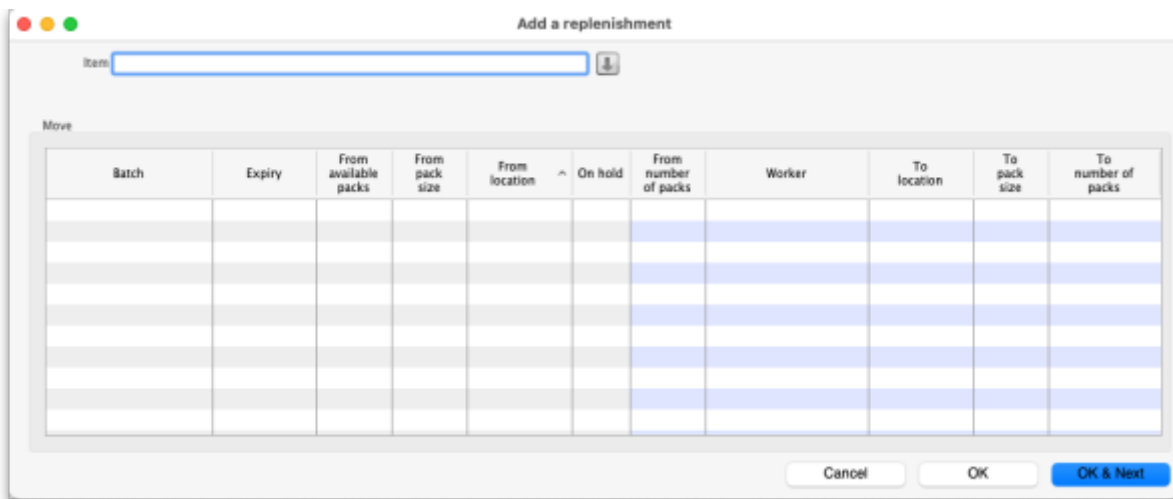 Add a replenishment
Item
Move
Batch
Expiry
From
available
packs
From
pack
size
From
location
On hold
From
number
of packs
Worker
To
location
To
pack
size
To
number of
packs
Cancel
OK
OK & Next